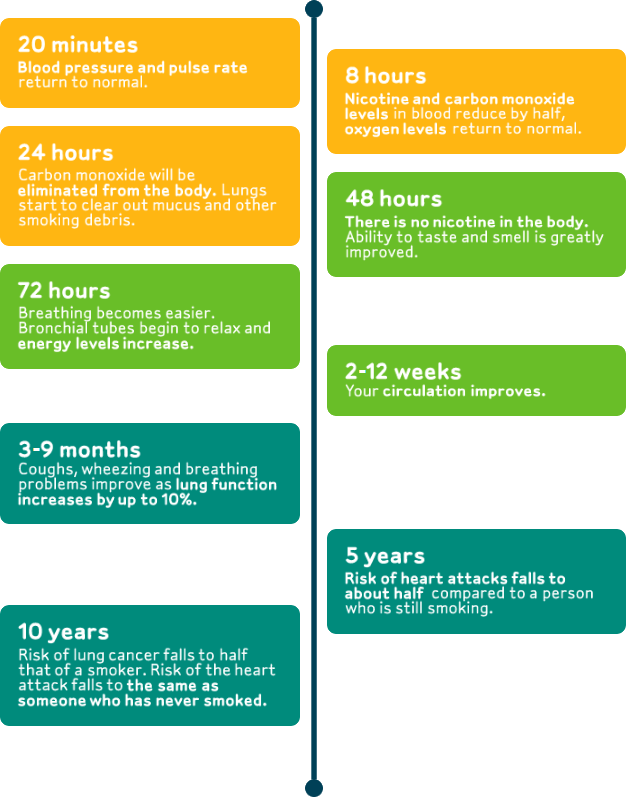 20 minutes
Blood pressure and pulse rate
return to normal.
8 hours
Nicotine and carbon monoxide
levels in blood reduce by half,
oxygen levels return to normal.
24 hours
Carbon monoxide will be
eliminated from the body. Lungs
start to clear out mucus and other
smoking debris.
48 hours
There is no nicotine in the body.
Ability to taste and smell is greatly
improved.
72 hours
Breathing becomes easier.
Bronchial tubes begin to relax and
energy levels increase.
2-12 weeks
Your circulation improves.
3-9 months
Coughs, wheezing and breathing
problems improve as lung function
increases by up to 10%.
5 years
Risk of heart attacks falls to
about half compared to a person
who is still smoking.
10 years
Risk of lung cancer falls to half
that of a smoker. Risk of the heart
attack falls to the same as
someone who has never smoked.